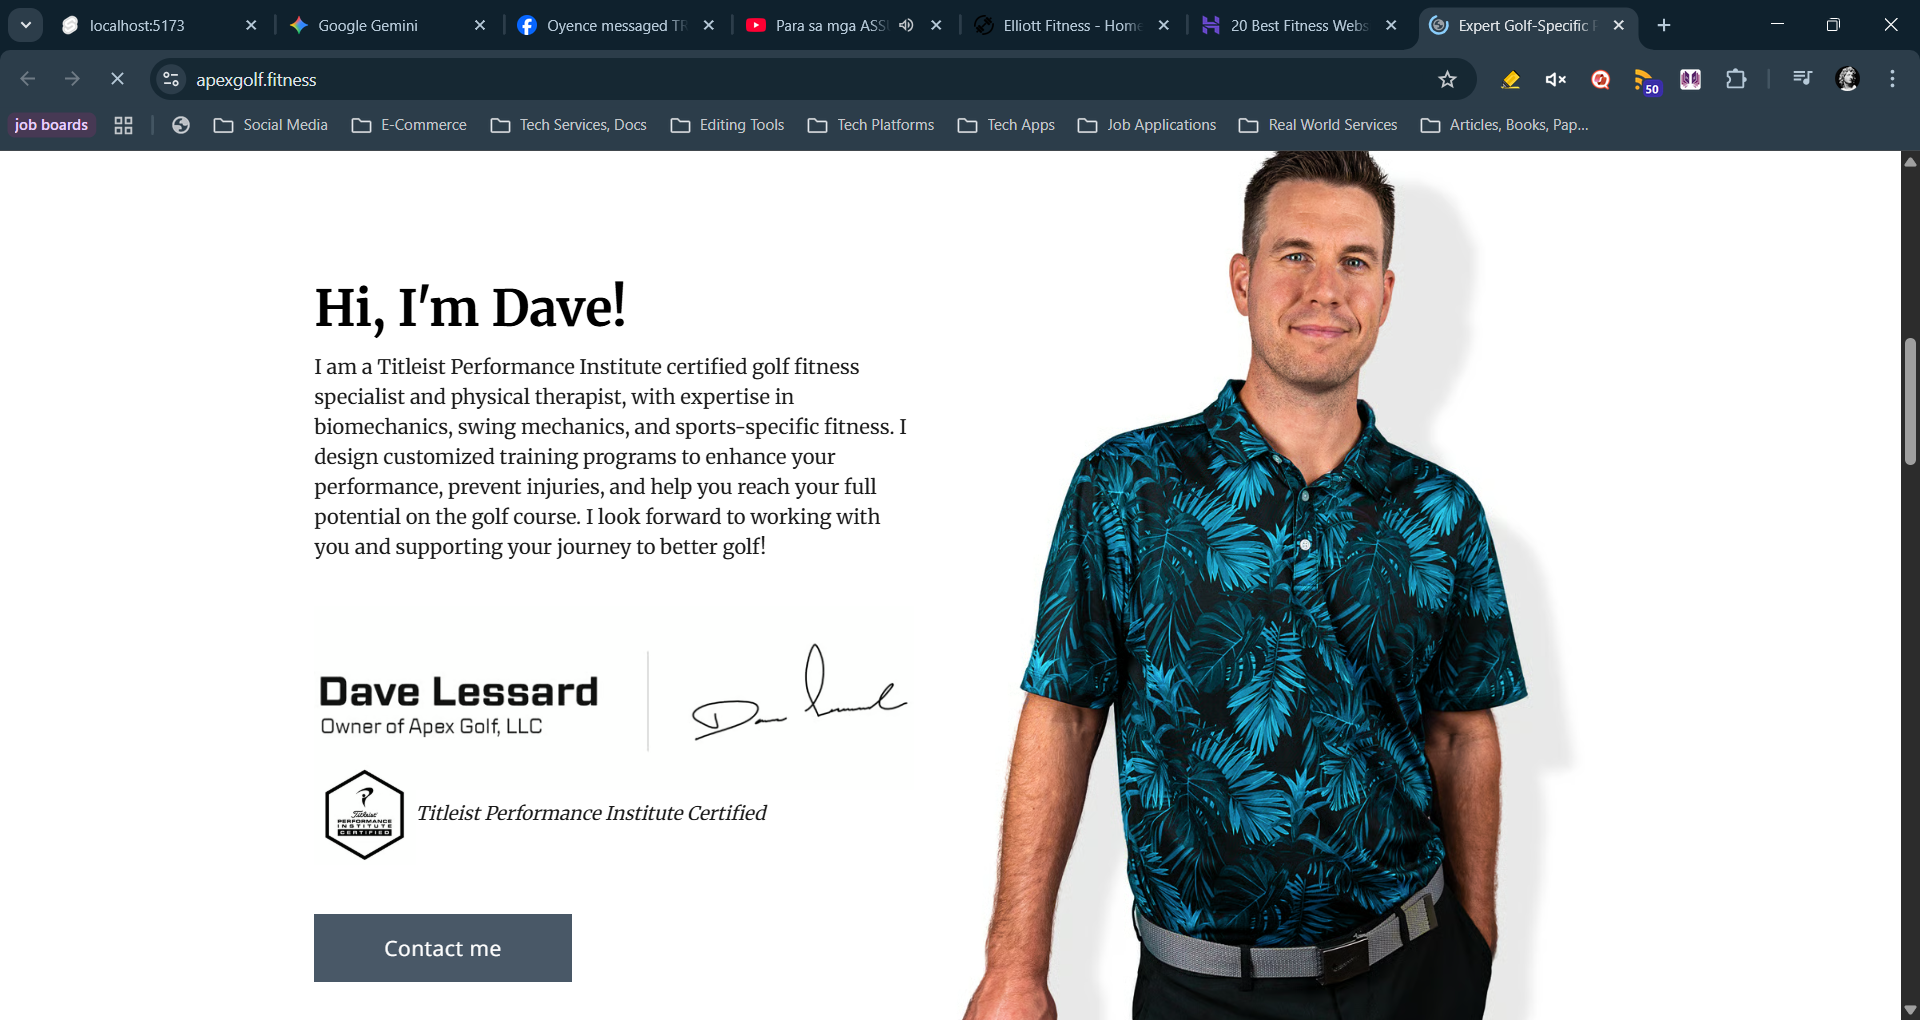 localhost:5173
Google Gemini
Oyence messaged TR
Para sa mga ASS
Elliott Fitness - Home
20 Best Fitness Webs
Expert Golf-Specific
apexgolf.fitness
50
job boards
Social Media
E-Commerce
Tech Services, Docs
Editing Tools
Tech Platforms
Tech Apps
Job Applications
Real World Services
Articles, Books, Pap...
Hi, I'm Dave!
I am a Titleist Performance Institute certified golf fitness
specialist and physical therapist, with expertise in
biomechanics, swing mechanics, and sports-specific fitness. I
design customized training programs to enhance your
performance, prevent injuries, and help you reach your full
potential on the golf course. I look forward to working with
you and supporting your journey to better golf!
Dave Lessard
Owner of Apex Golf, LLC
Titleist
PERFORMANCE
INSTITUTE
CERTIFIED
Titleist Performance Institute Certified
Contact me